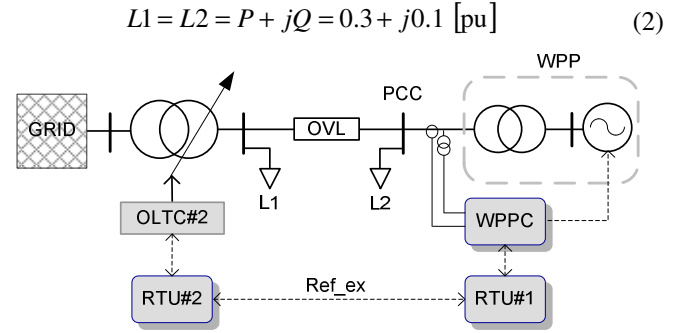 L1 = L2 = P + jQ = 0.3 + j0.1 [pu] (2)
WPP
PCC
GRID
OVL
L1
L2
OLTC#2
WPPC
RTU#2
Ref_ex
RTU#1